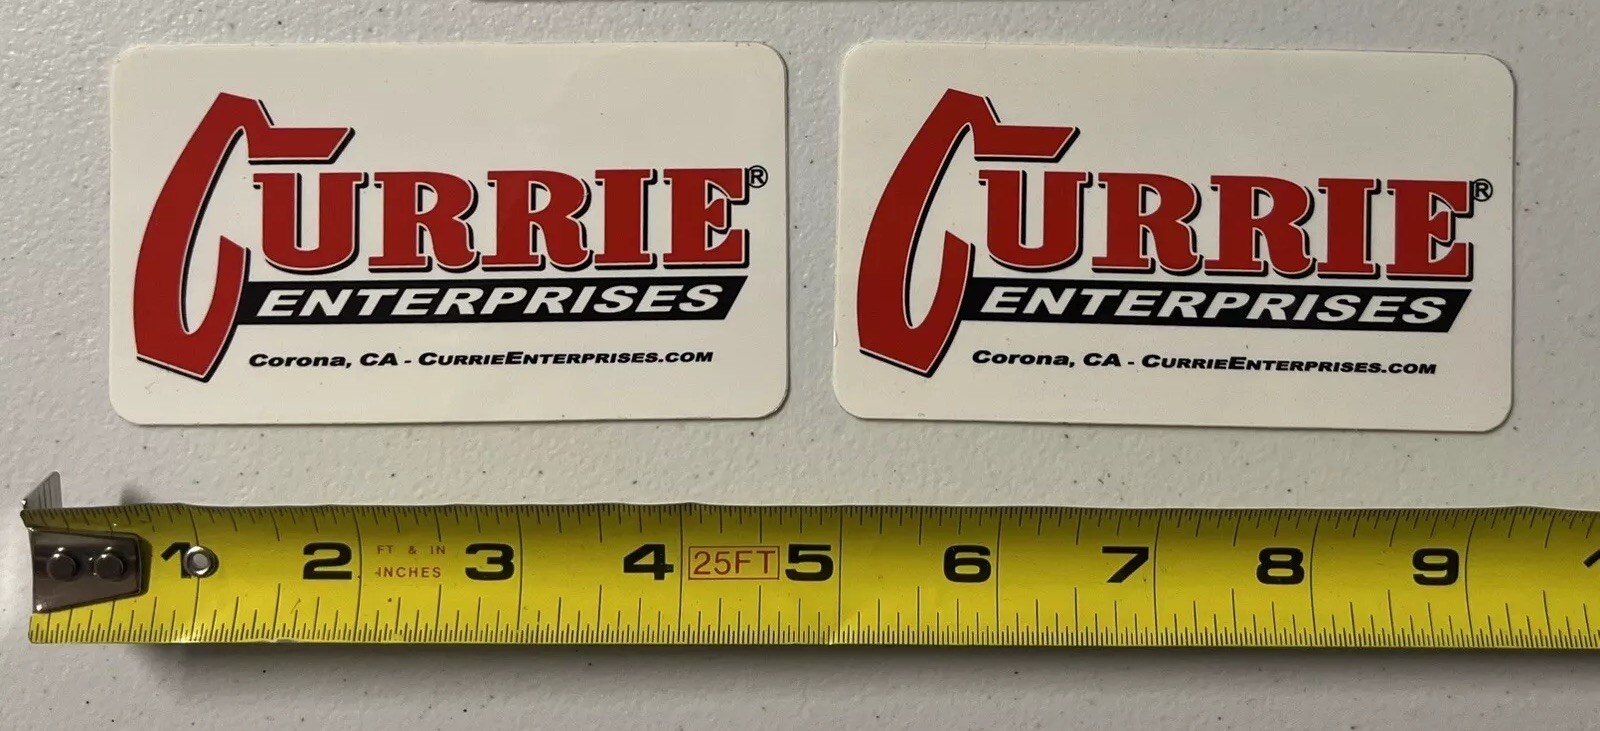 CURRIE®
ENTERPRISES
Corona, CA - CURRIEENTERPRISES.COM
CURRIE®
ENTERPRISES
Corona, CA - CURRIEENTERPRISES.COM
1 2 FT & IN 3 4 25FT 5 6 7 8 9
INCHES